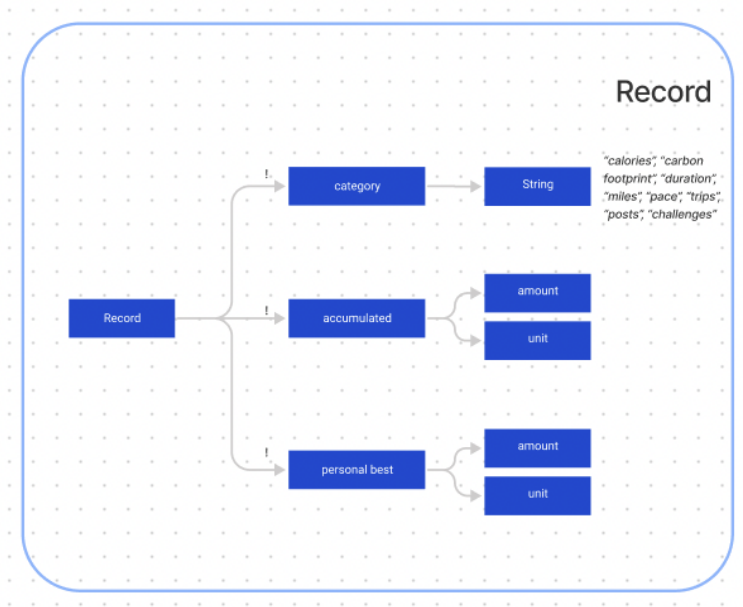 Record
"calories", "carbon
footprint", "duration",
"miles", "pace", "trips",
"posts", "challenges"
!
category
String
Record
!
accumulated
amount
unit
!
personal best
amount
unit